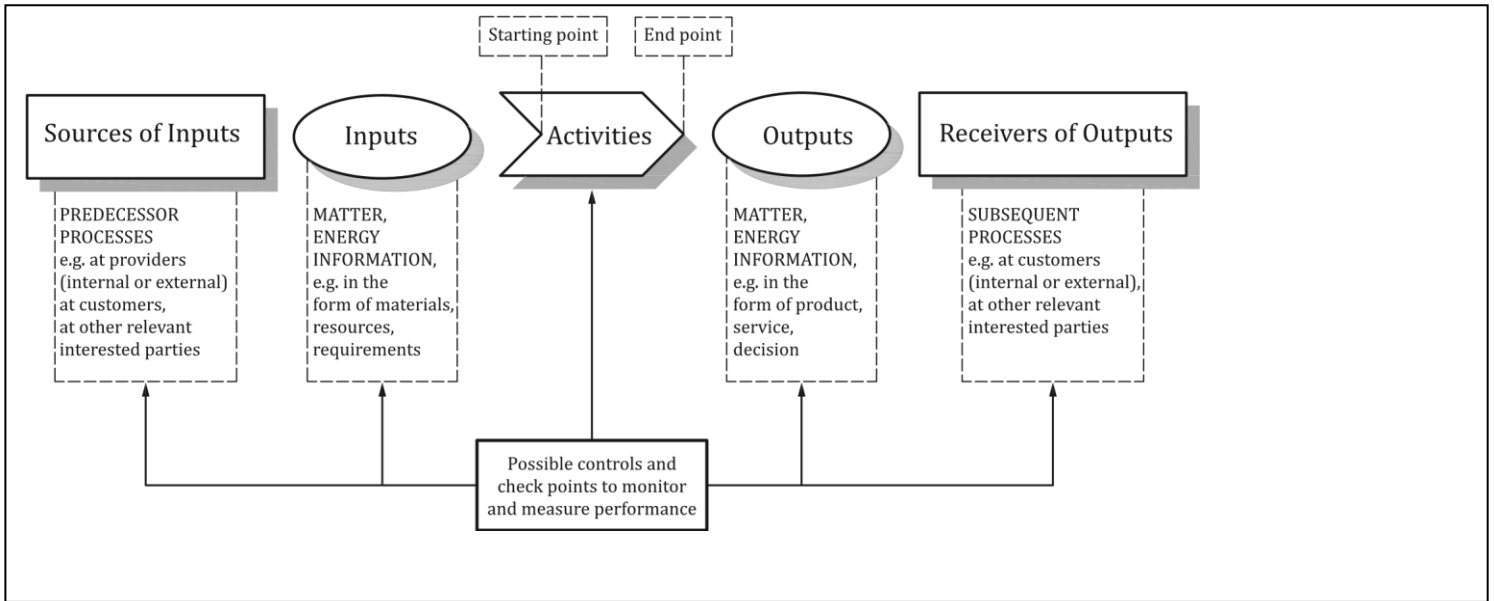 Starting point
End point
Sources of Inputs
Inputs
Activities
Outputs
Receivers of Outputs
PREDECESSOR
PROCESSES
e.g. at providers
(internal or external)
at customers,
at other relevant
interested parties
MATTER,
ENERGY
INFORMATION,
e.g. in the
form of materials,
resources,
requirements
MATTER,
ENERGY
INFORMATION,
e.g. in the
form of product,
service,
decision
SUBSEQUENT
PROCESSES
e.g. at customers
(internal or external),
at other relevant
interested parties
Possible controls and
check points to monitor
and measure performance